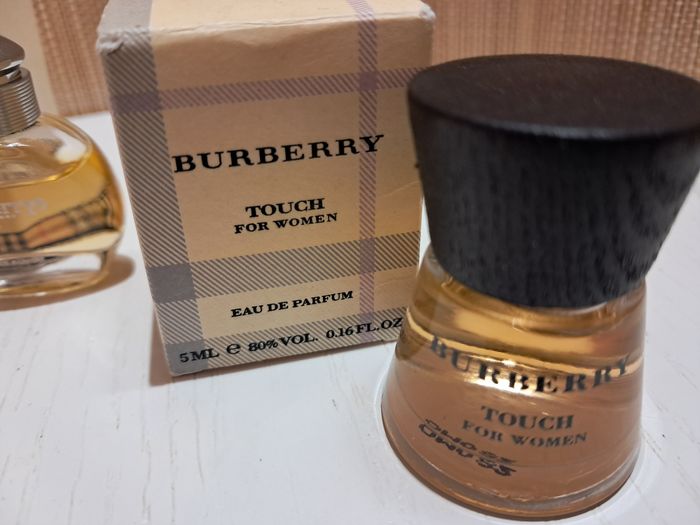 BURBERRY
TOUCH
FOR WOMEN
EAU DE PARFUM
5ML e 80% VOL. 0.16 FL.OZ
BURBERRY
TOUCH
FOR WOMEN